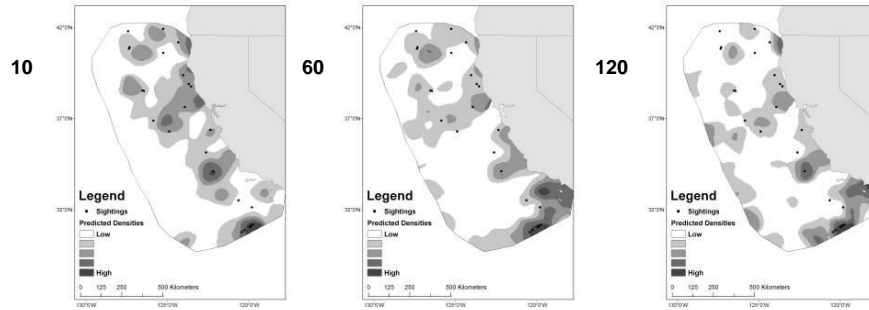 10
42°0'N
37°0'N
32°0'N
Legend
Sightings
Predicted Densities
Low
High
0 125 250 500 Kilometers
130°0'W 125°0'W 120°0'W
60
42°0'N
37°0'N
32°0'N
Legend
Sightings
Predicted Densities
Low
High
0 125 250 500 Kilometers
130°0'W 125°0'W 120°0'W
120
42°0'N
37°0'N
32°0'N
Legend
Sightings
Predicted Densities
Low
High
0 125 250 500 Kilometers
130°0'W 125°0'W 120°0'W